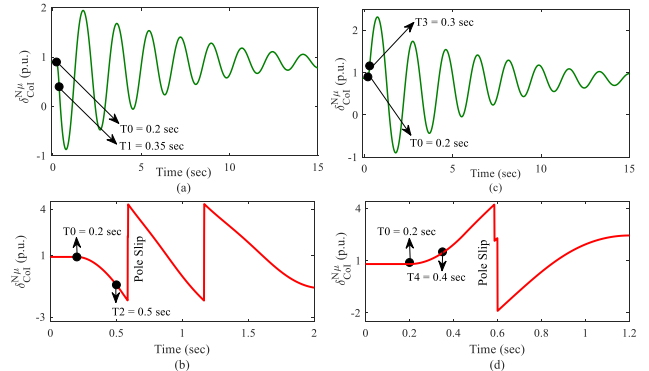 2
1
0
-1
δ_CoI^Nμ (p.u.)
T0 = 0.2 sec
T1 = 0.35 sec
0 5 10 15
Time (sec)
(a)
2
1
0
-1
δ_CoI^Nμ (p.u.)
T3 = 0.3 sec
T0 = 0.2 sec
0 5 10 15
Time (sec)
(c)
4
1
-3
δ_CoI^Nμ (p.u.)
T0 = 0.2 sec
Pole Slip
T2 = 0.5 sec
0 0.5 1 1.5 2
Time (sec)
(b)
4
1
-2
δ_CoI^Nμ (p.u.)
T0 = 0.2 sec
T4 = 0.4 sec
Pole Slip
0 0.2 0.4 0.6 0.8 1 1.2
Time (sec)
(d)